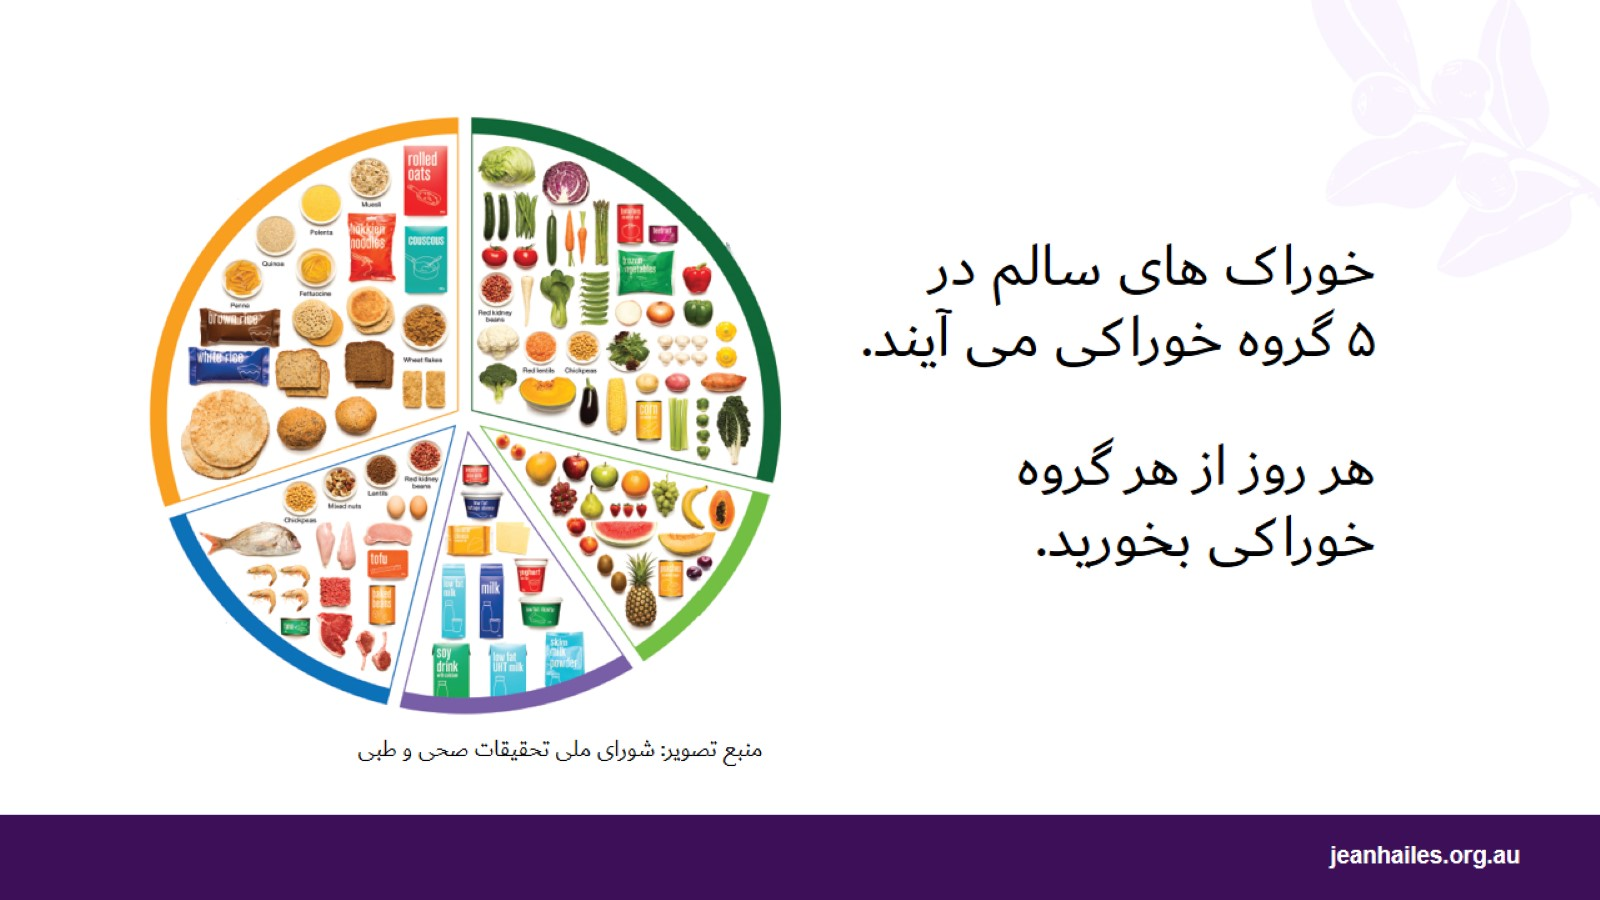 خوراک های سالم در
۵ گروه خوراکی می آیند.
هر روز از هر گروه
خوراکی بخورید.
rolled
oats
Muesli
Polenta
hokkien
noodles
couscous
Quinoa
Fettuccine
Penne
brown rice
white rice
Wheat flakes
frozen
vegetables
Red kidney
beans
Red lentils
Chickpeas
corn
Red kidney
beans
Lentils
Mixed nuts
Chickpeas
tofu
baked
beans
yoghurt
milk
soy
drink
low fat
UHT milk
skim
milk
powder
منبع تصویر: شورای ملی تحقیقات صحی و طبی
jeanhailes.org.au